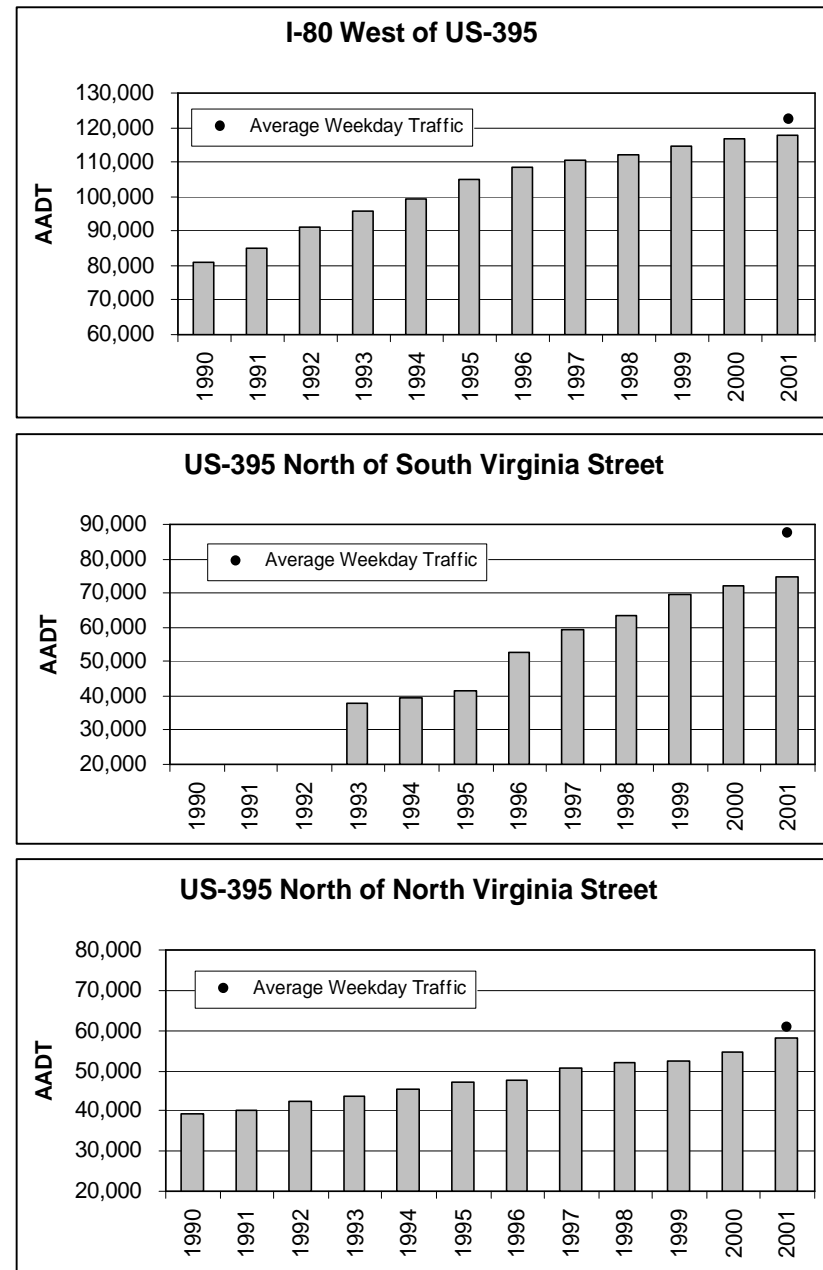 I-80 West of US-395
130,000
120,000
110,000
100,000
90,000
80,000
70,000
60,000
AADT
Average Weekday Traffic
1990 1991 1992 1993 1994 1995 1996 1997 1998 1999 2000 2001
US-395 North of South Virginia Street
90,000
80,000
70,000
60,000
50,000
40,000
30,000
20,000
AADT
Average Weekday Traffic
1990 1991 1992 1993 1994 1995 1996 1997 1998 1999 2000 2001
US-395 North of North Virginia Street
80,000
70,000
60,000
50,000
40,000
30,000
20,000
AADT
Average Weekday Traffic
1990 1991 1992 1993 1994 1995 1996 1997 1998 1999 2000 2001